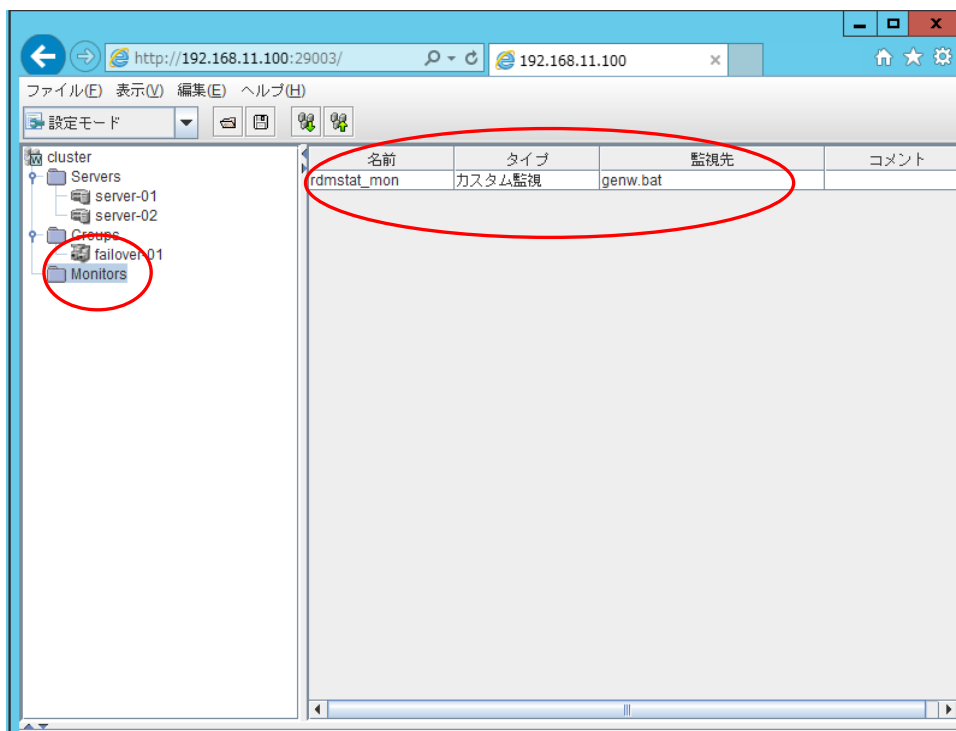 http://192.168.11.100:29003/
192.168.11.100
ファイル(F) 表示(V) 編集(E) ヘルプ(H)
設定モード
cluster
Servers
server-01
server-02
Groups
failover-01
Monitors
名前 タイプ 監視先 コメント
rdmstat_mon カスタム監視 genw.bat